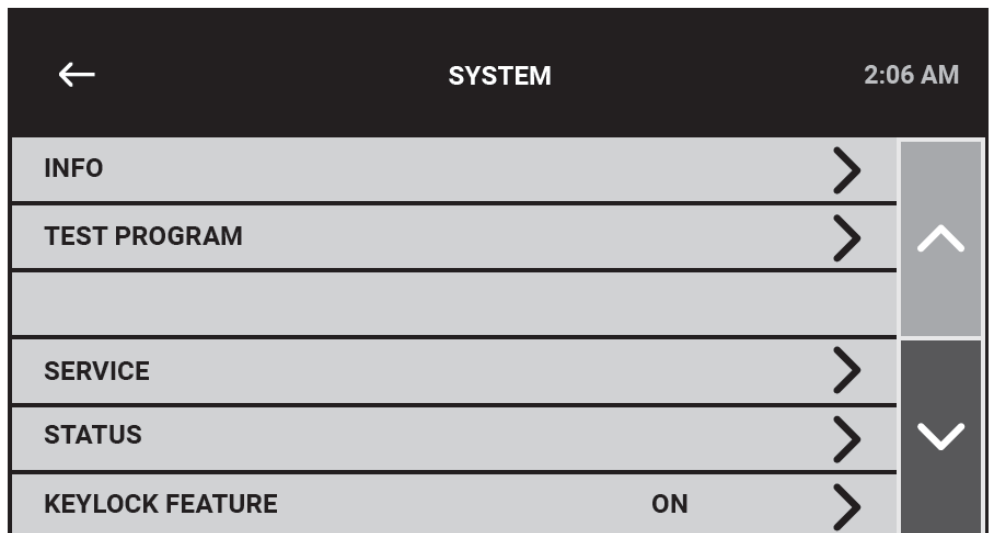 SYSTEM
2:06 AM
INFO
TEST PROGRAM
SERVICE
STATUS
KEYLOCK FEATURE ON